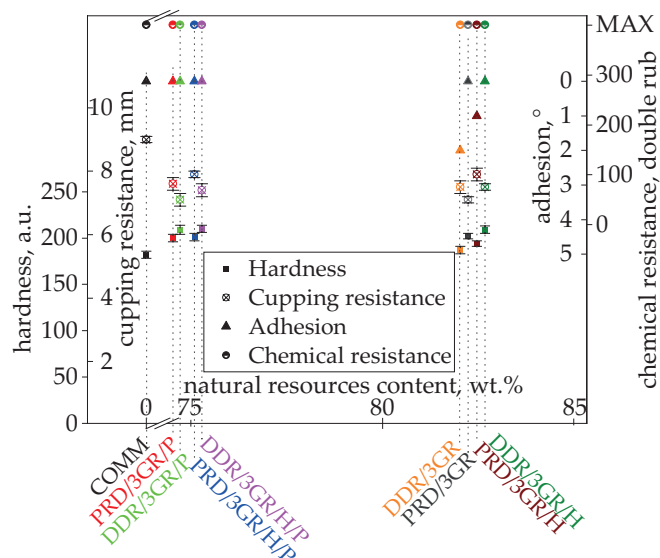 MAX
0
300
10
1
200
8
2
100
250
3
200
6
4
0
5
150
4
100
2
50
0
hardness, a.u.
cupping resistance, mm
adhesion,°
chemical resistance, double rub
Hardness
Cupping resistance
Adhesion
Chemical resistance
natural resources content, wt.%
0 75 80 85
COMM
PRD/3GR/P
DDR/3GR/P
PRD/3GR/H/P
DDR/3GR/H/P
DDR/3GR
PRD/3GR
PRD/3GR/H
DDR/3GR/H